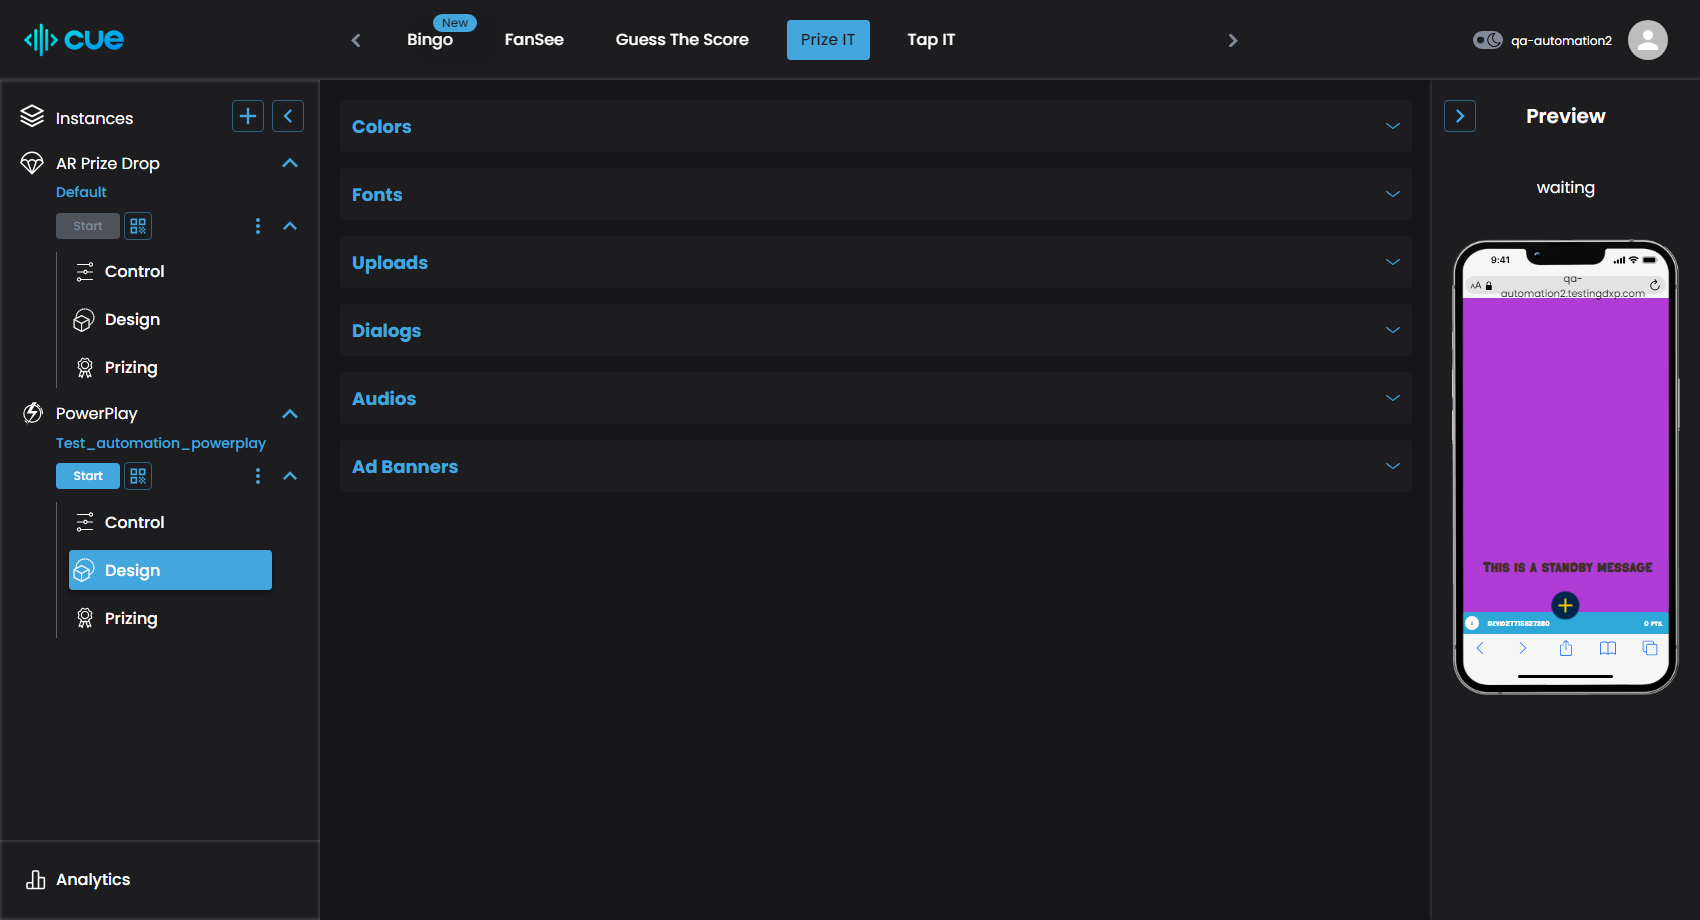 cue
New
Bingo
FanSee
Guess The Score
Prize IT
Tap IT
qa-automation2
Instances
AR Prize Drop
Default
Start
Control
Design
Prizing
PowerPlay
Test_automation_powerplay
Start
Control
Design
Prizing
Analytics
Colors
Fonts
Uploads
Dialogs
Audios
Ad Banners
Preview
waiting
9:41
AA
qa-
automation2.testingdxp.com
This is a standby message
0 PTS.